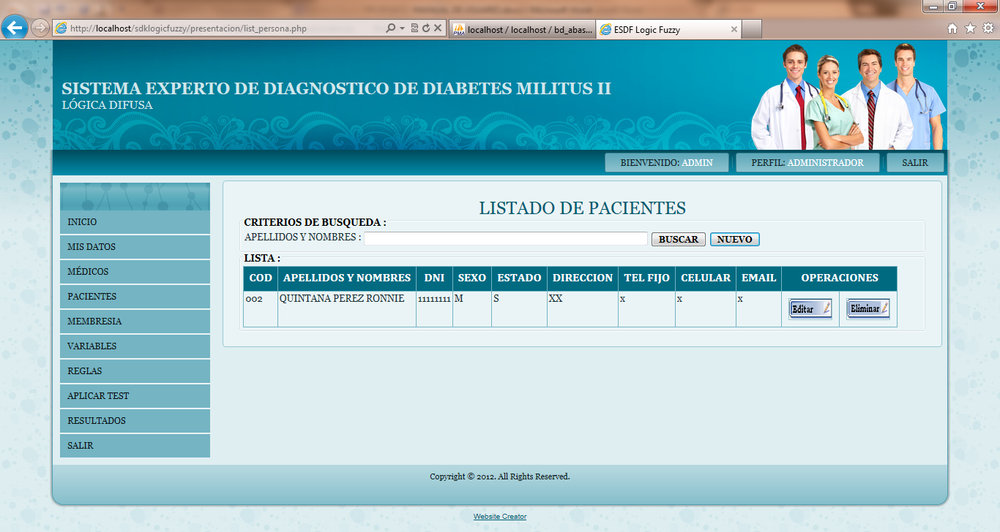 http://localhost/sdklogicfuzzy/presentacion/list_persona.php
PMA localhost / localhost / bd_abas...
ESDF Logic Fuzzy
SISTEMA EXPERTO DE DIAGNOSTICO DE DIABETES MILITUS II
LÓGICA DIFUSA
BIENVENIDO: ADMIN
PERFIL: ADMINISTRADOR
SALIR
INICIO
MIS DATOS
MÉDICOS
PACIENTES
MEMBRESIA
VARIABLES
REGLAS
APLICAR TEST
RESULTADOS
SALIR
LISTADO DE PACIENTES
CRITERIOS DE BUSQUEDA :
APELLIDOS Y NOMBRES : BUSCAR NUEVO
LISTA :
COD APELLIDOS Y NOMBRES DNI SEXO ESTADO DIRECCION TEL FIJO CELULAR EMAIL OPERACIONES
002 QUINTANA PEREZ RONNIE 11111111 M S XX x x x Editar Eliminar
Copyright © 2012. All Rights Reserved.
Website Creator